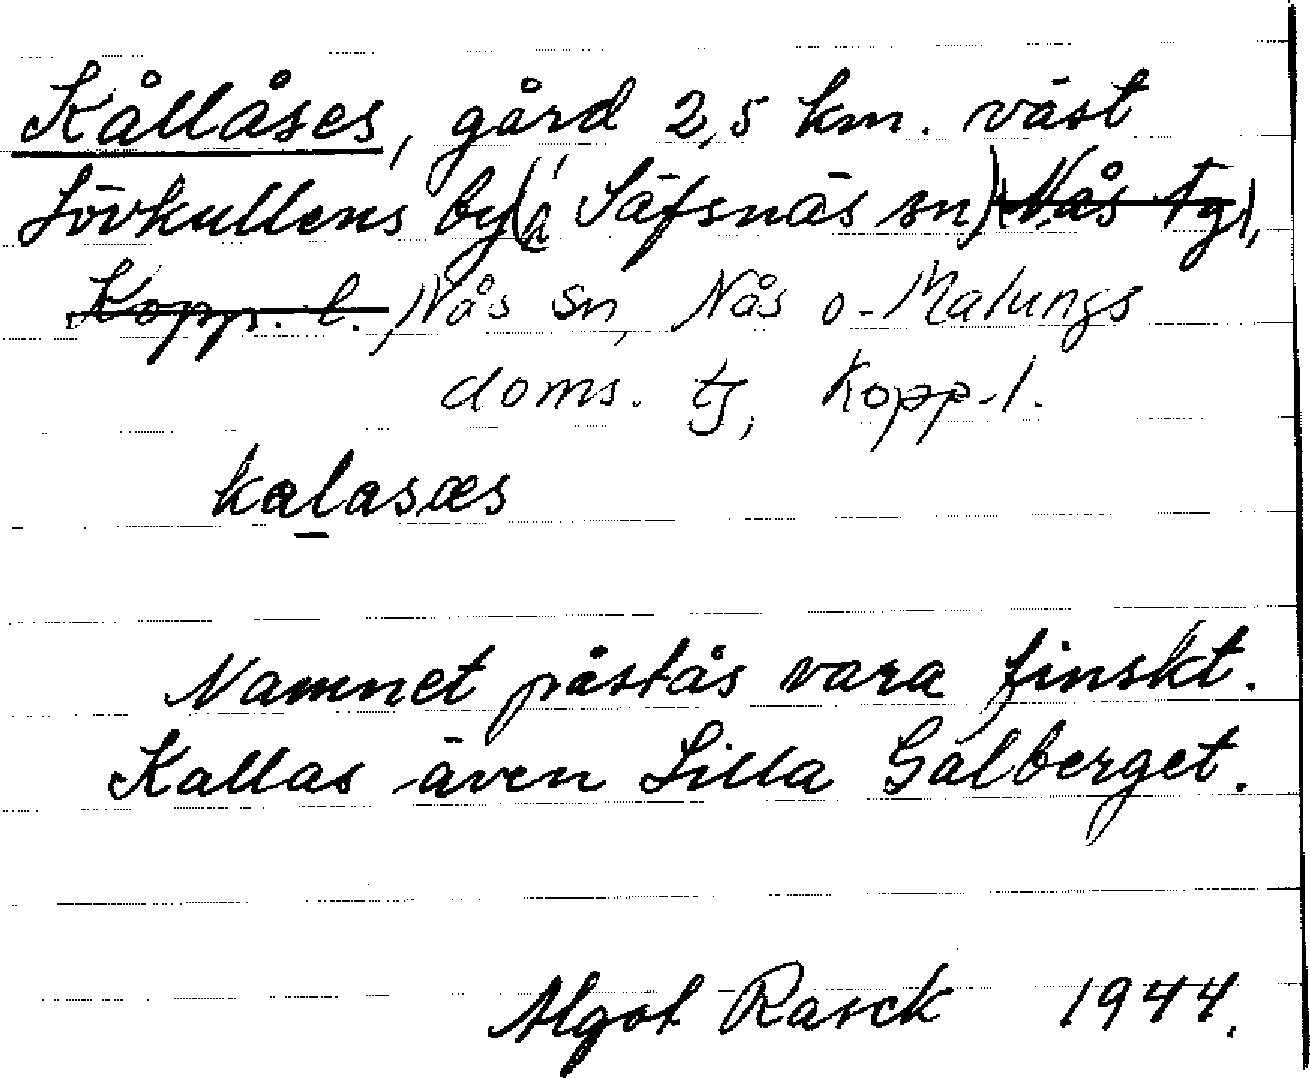 Kållåses, gård 2,5 km. väst
Lövkullens by (i Säfsnäs sn) (Nås Tg),
Kopp. l. Nås sn, Nås o. Malungs
doms. tg, Kopp. l.
kalasæs
Namnet påstås vara finskt.
Kallas även Lilla Galberget.
Algot Rasck 1944.